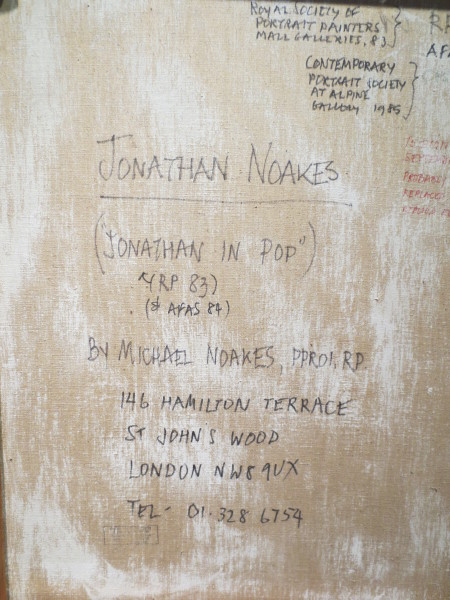 ROYAL SOCIETY OF
PORTRAIT PAINTERS
MALL GALLERIES, 83
CONTEMPORARY
PORTRAIT SOCIETY
AT ALPINE
GALLERY 1985
JONATHAN NOAKES
("JONATHAN IN POP")
(RP 83)
(& AFAS 84)
BY MICHAEL NOAKES, PPROI, RP.
146 HAMILTON TERRACE
ST JOHN'S WOOD
LONDON NW8 9UX
TEL- 01.328 6754